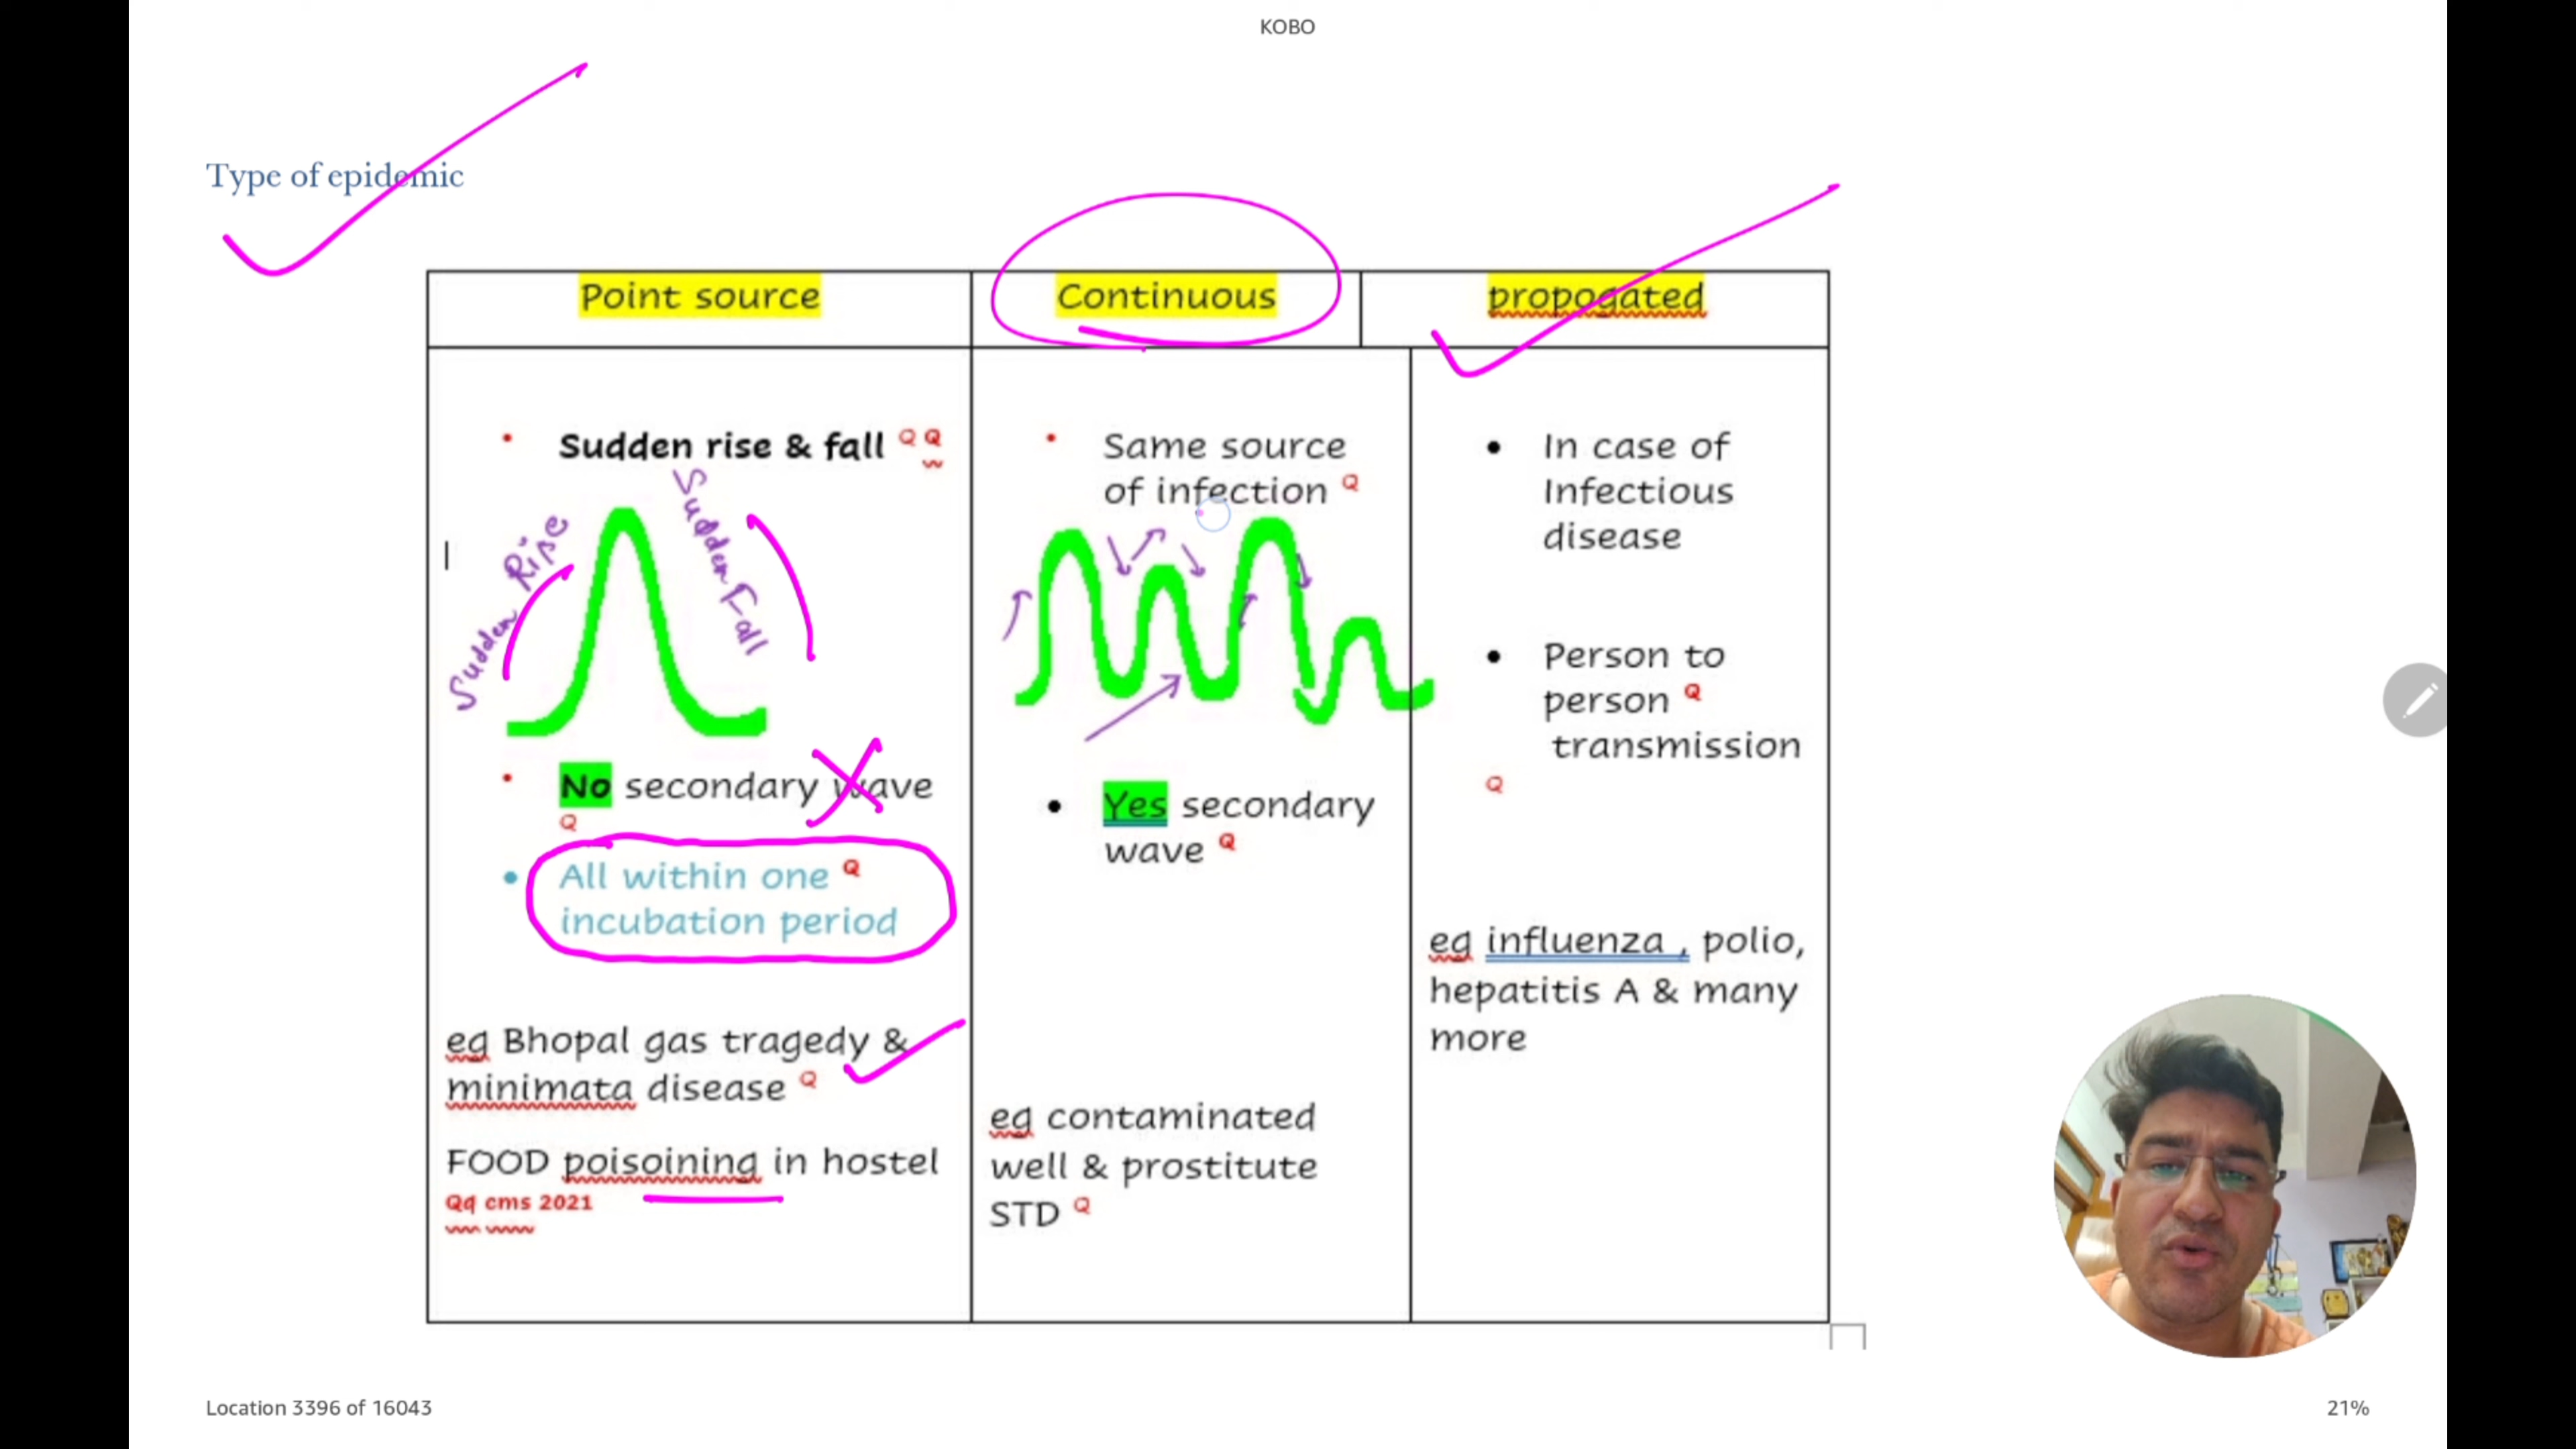 KOBO
Type of epidemic
Point source
Continuous
propogated
Sudden rise & fall Q Q
Sudden Rise
Sudden Fall
No secondary wave
Q
All within one Q
incubation period
eg Bhopal gas tragedy &
minimata disease Q
FOOD poisoining in hostel
Qq cms 2021
Same source
of infection Q
Yes secondary
wave Q
eg contaminated
well & prostitute
STD Q
In case of
Infectious
disease
Person to
person Q
transmission
Q
eg influenza , polio,
hepatitis A & many
more
Location 3396 of 16043
21%